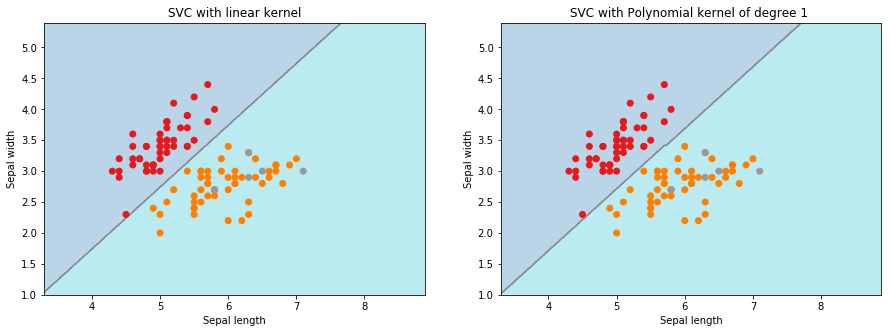 SVC with linear kernel
5.0
4.5
4.0
3.5
3.0
2.5
2.0
1.5
1.0
Sepal width
4 5 6 7 8
Sepal length
SVC with Polynomial kernel of degree 1
5.0
4.5
4.0
3.5
3.0
2.5
2.0
1.5
1.0
Sepal width
4 5 6 7 8
Sepal length